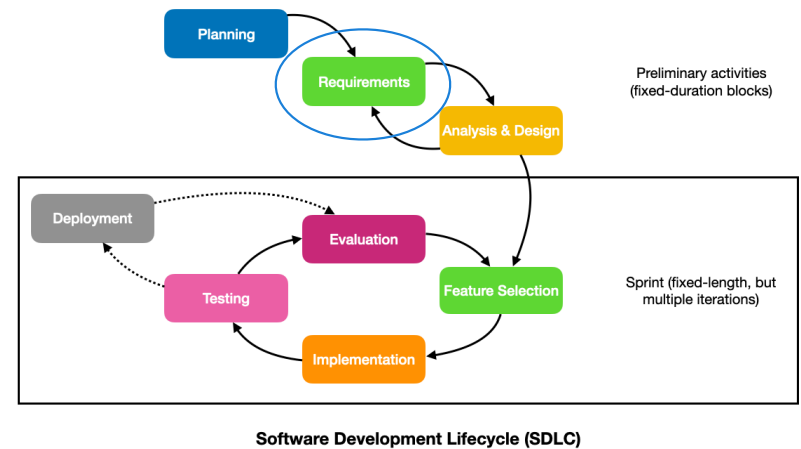 Planning
Requirements
Preliminary activities
(fixed-duration blocks)
Analysis & Design
Deployment
Evaluation
Feature Selection
Sprint (fixed-length, but
multiple iterations)
Testing
Implementation
Software Development Lifecycle (SDLC)